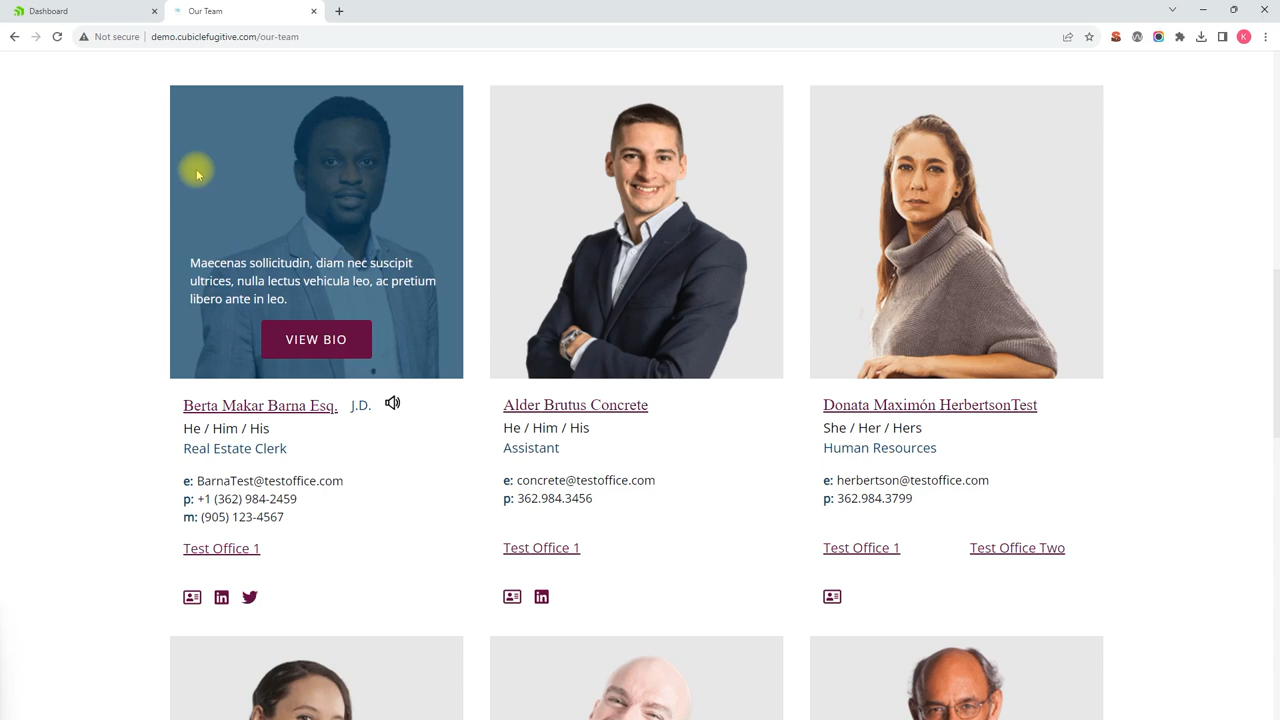 Dashboard
Our Team
Not secure
demo.cubiclefugitive.com/our-team
K
Maecenas sollicitudin, diam nec suscipit
ultrices, nulla lectus vehicula leo, ac pretium
libero ante in leo.
VIEW BIO
Berta Makar Barna Esq. J.D.
He / Him / His
Real Estate Clerk
e: BarnaTest@testoffice.com
p: +1 (362) 984-2459
m: (905) 123-4567
Test Office 1
Alder Brutus Concrete
He / Him / His
Assistant
e: concrete@testoffice.com
p: 362.984.3456
Test Office 1
Donata Maximón HerbertsonTest
She / Her / Hers
Human Resources
e: herbertson@testoffice.com
p: 362.984.3799
Test Office 1 Test Office Two